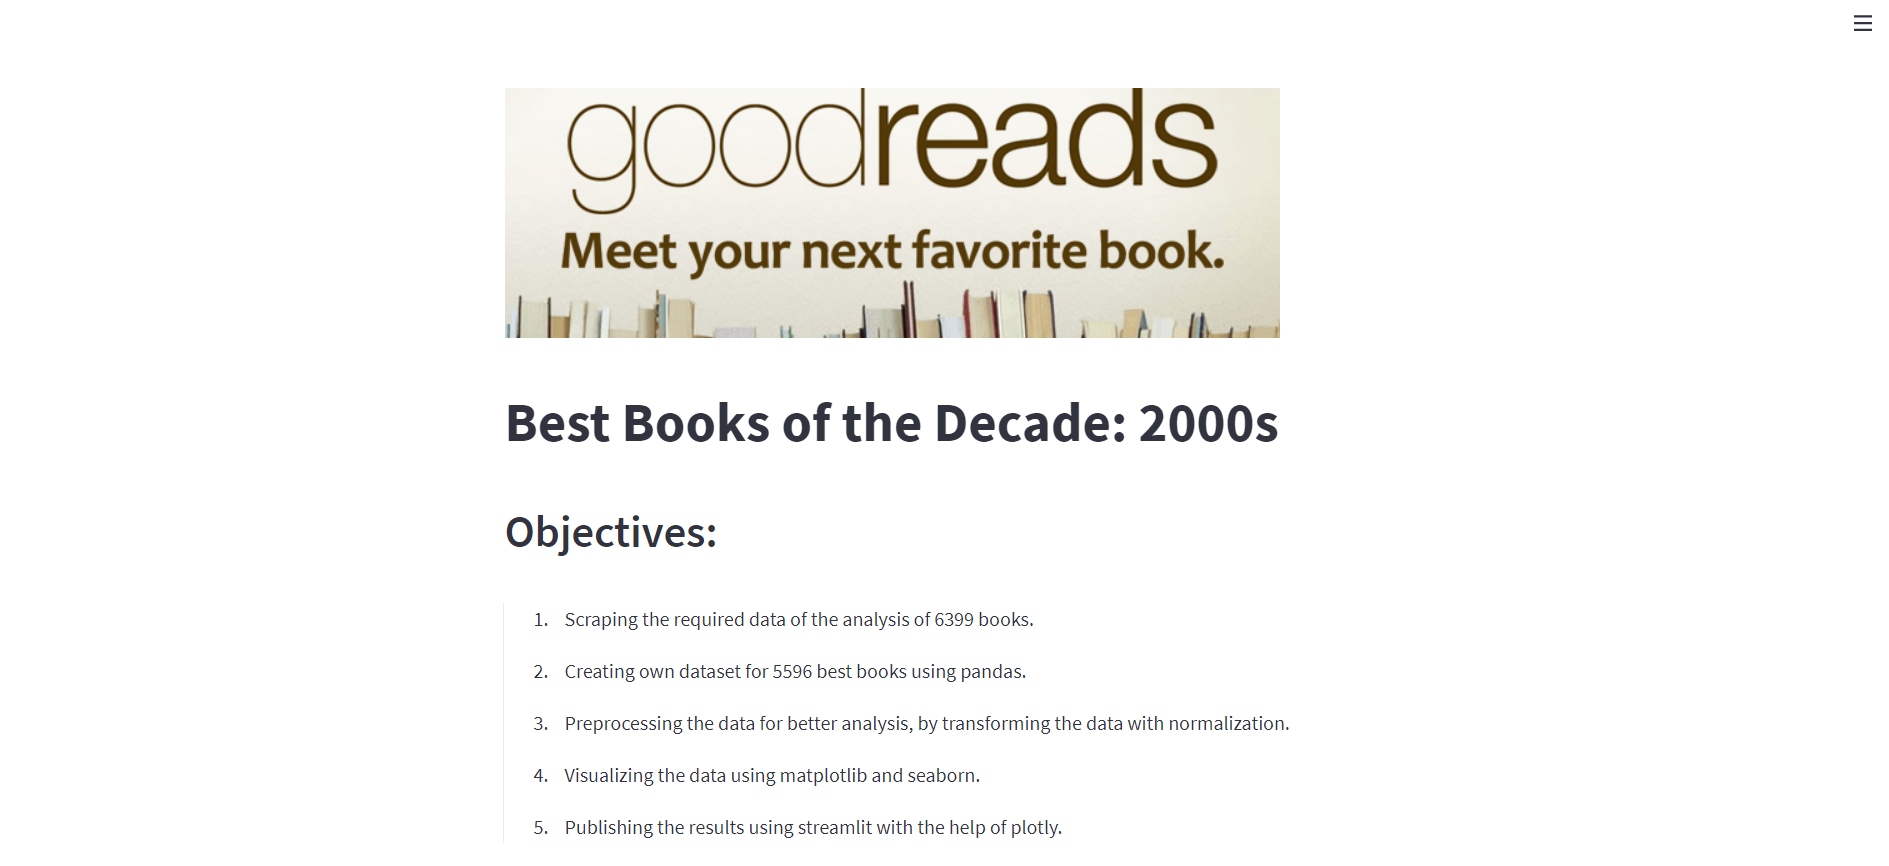 goodreads
Meet your next favorite book.
Best Books of the Decade: 2000s
Objectives:
1. Scraping the required data of the analysis of 6399 books.
2. Creating own dataset for 5596 best books using pandas.
3. Preprocessing the data for better analysis, by transforming the data with normalization.
4. Visualizing the data using matplotlib and seaborn.
5. Publishing the results using streamlit with the help of plotly.